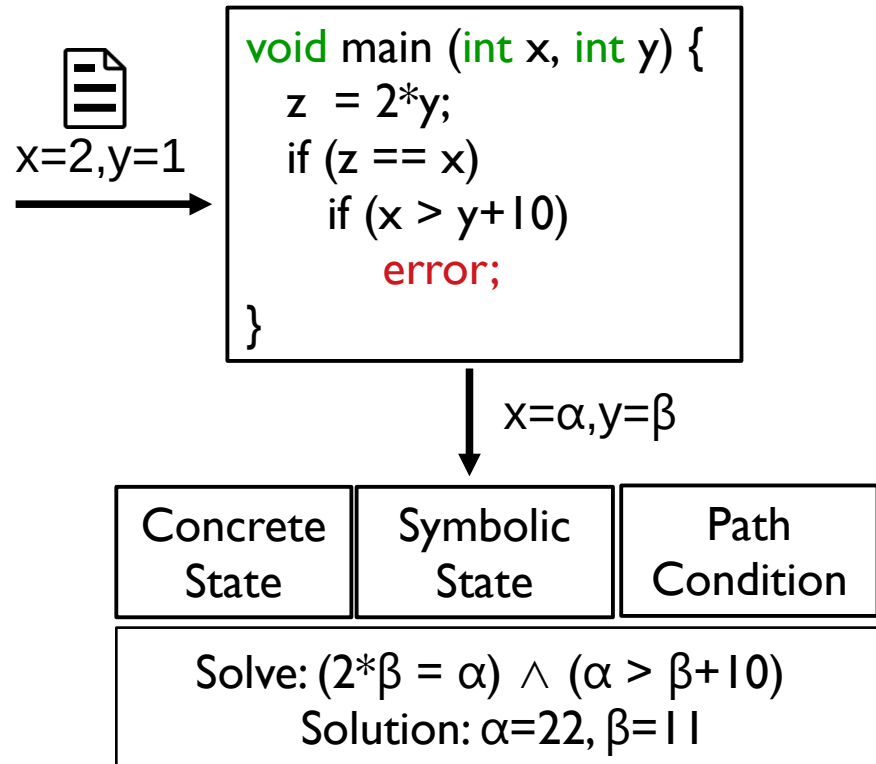 void main (int x, int y) {
z = 2*y;
if (z == x)
if (x > y+10)
error;
}
x=2,y=1
x=α,y=β
Concrete State
Symbolic State
Path Condition
Solve: (2*β = α) ∧ (α > β+10)
Solution: α=22, β=11